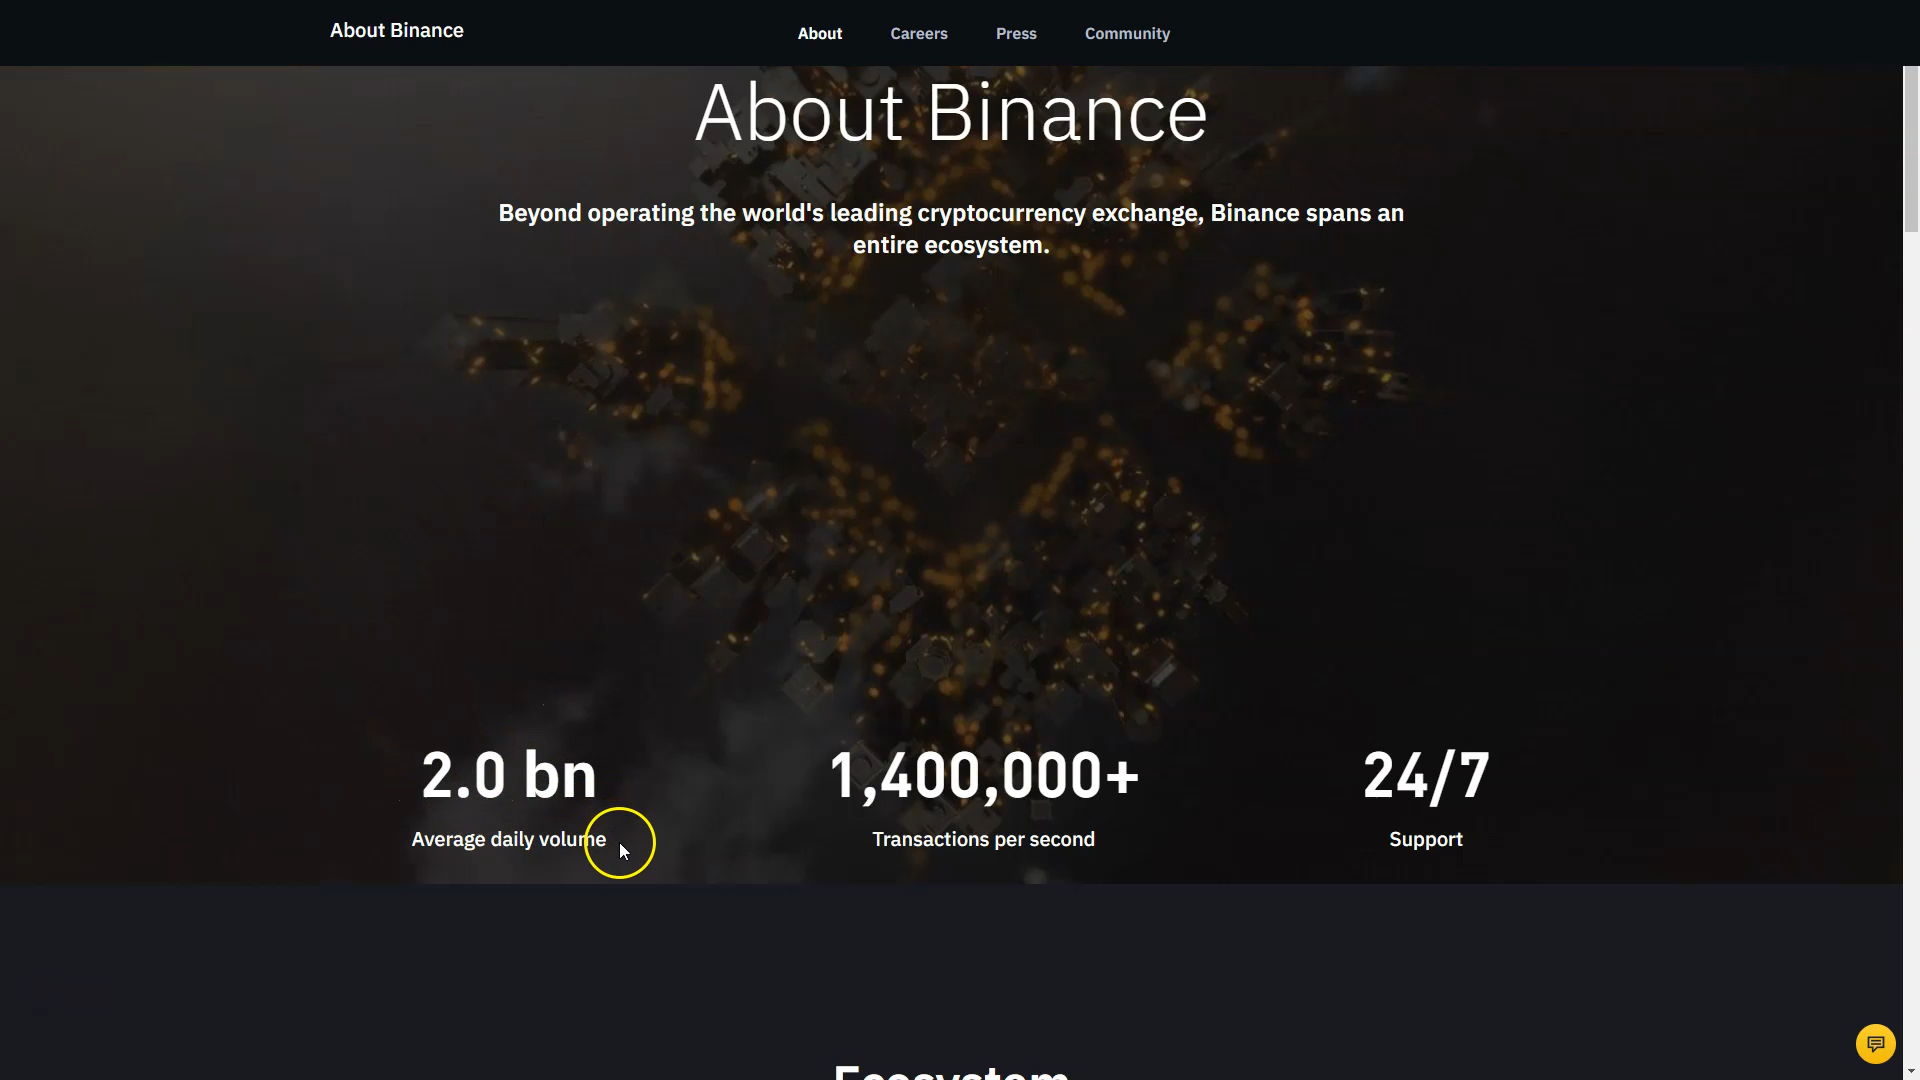 About Binance
About
Careers
Press
Community
About Binance
Beyond operating the world's leading cryptocurrency exchange, Binance spans an
entire ecosystem.
2.0 bn
1,400,000+
24/7
Average daily volume
Transactions per second
Support
Ecosystem